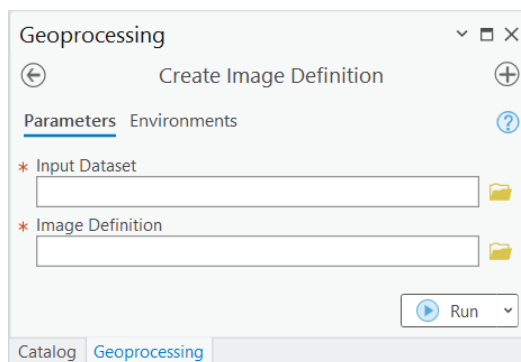 Geoprocessing
Create Image Definition
Parameters Environments
?
* Input Dataset
* Image Definition
Run
Catalog Geoprocessing